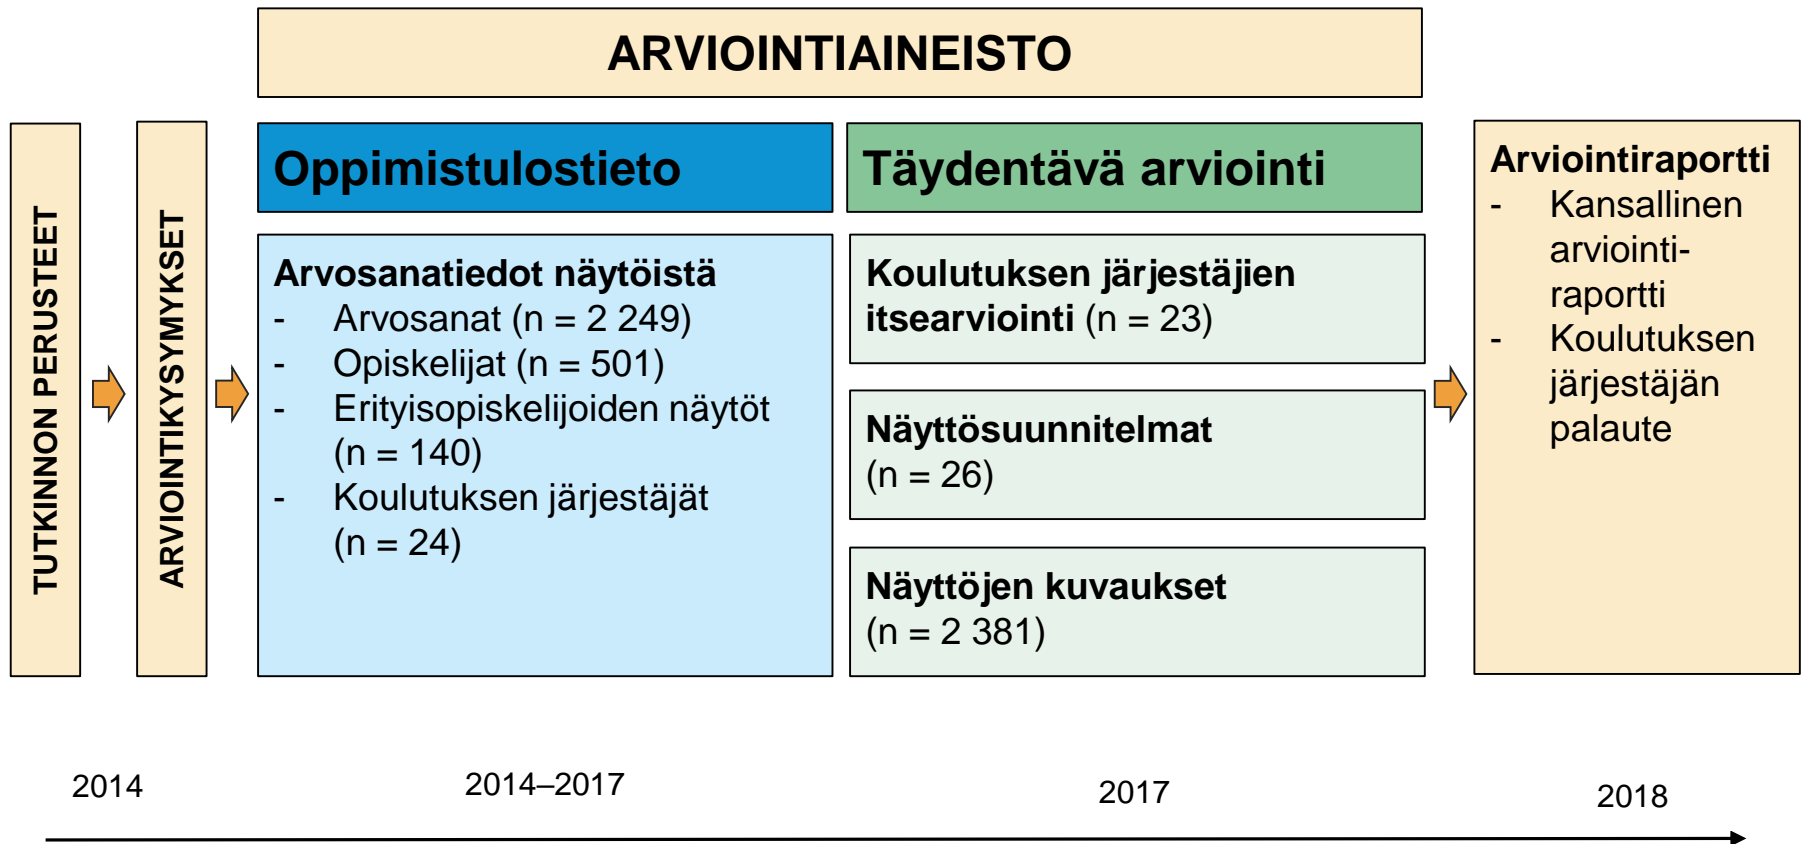 ARVIOINTIAINEISTO
TUTKINNON PERUSTEET
ARVIOINTIKYSYMYKSET
Oppimistulostieto
Arvosanatiedot näytöistä
- Arvosanat (n = 2 249)
- Opiskelijat (n = 501)
- Erityisopiskelijoiden näytöt
(n = 140)
- Koulutuksen järjestäjät
(n = 24)
Täydentävä arviointi
Koulutuksen järjestäjien
itsearviointi (n = 23)
Näyttösuunnitelmat
(n = 26)
Näyttöjen kuvaukset
(n = 2 381)
Arviointiraportti
- Kansallinen
arviointi-
raportti
- Koulutuksen
järjestäjän
palaute
2014
2014–2017
2017
2018